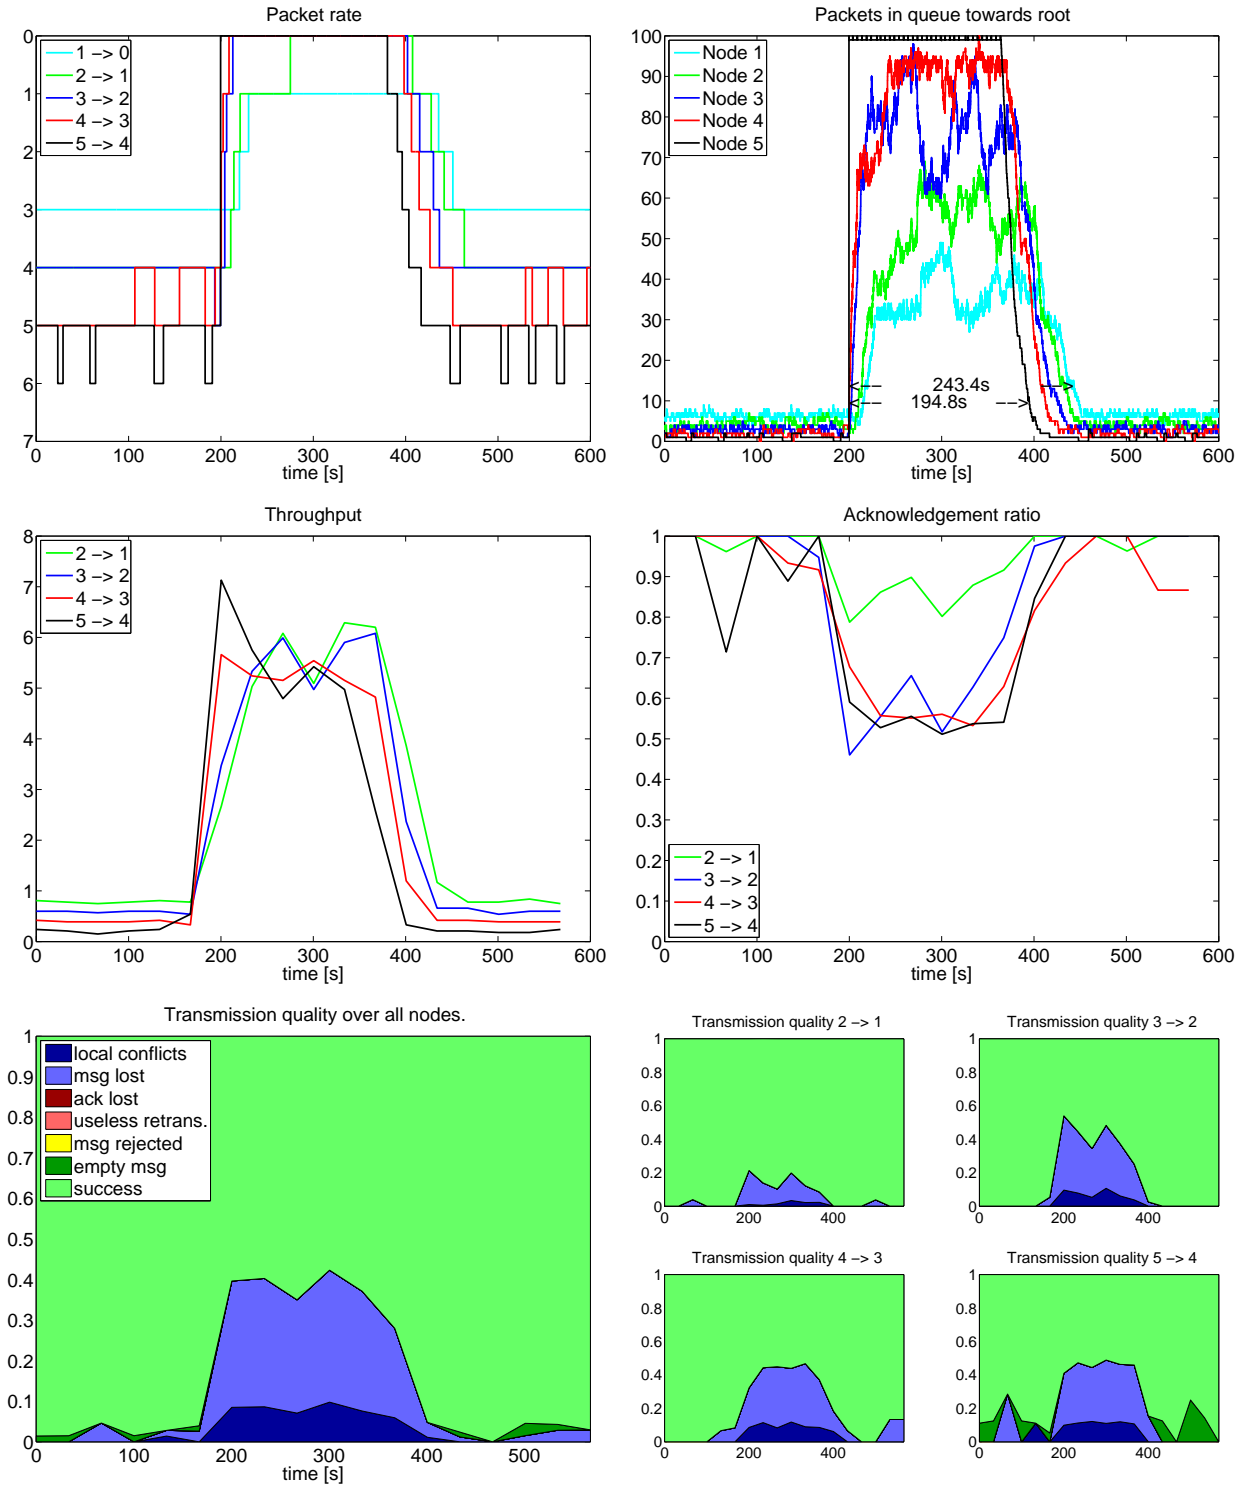 Packet rate
0
1
2
3
4
5
6
7
1 −> 0
2 −> 1
3 −> 2
4 −> 3
5 −> 4
0 100 200 300 400 500 600
time [s]
Packets in queue towards root
100
90
80
70
60
50
40
30
20
10
0
Node 1
Node 2
Node 3
Node 4
Node 5
243.4s
194.8s
0 100 200 300 400 500 600
time [s]
Throughput
8
7
6
5
4
3
2
1
0
2 −> 1
3 −> 2
4 −> 3
5 −> 4
0 100 200 300 400 500 600
time [s]
Acknowledgement ratio
1
0.9
0.8
0.7
0.6
0.5
0.4
0.3
0.2
0.1
0
2 −> 1
3 −> 2
4 −> 3
5 −> 4
0 100 200 300 400 500 600
time [s]
Transmission quality over all nodes.
1
0.9
0.8
0.7
0.6
0.5
0.4
0.3
0.2
0.1
0
local conflicts
msg lost
ack lost
useless retrans.
msg rejected
empty msg
success
0 100 200 300 400 500
time [s]
Transmission quality 2 −> 1
1
0.8
0.6
0.4
0.2
0
0 200 400
Transmission quality 3 −> 2
1
0.8
0.6
0.4
0.2
0
0 200 400
Transmission quality 4 −> 3
1
0.8
0.6
0.4
0.2
0
0 200 400
Transmission quality 5 −> 4
1
0.8
0.6
0.4
0.2
0
0 200 400